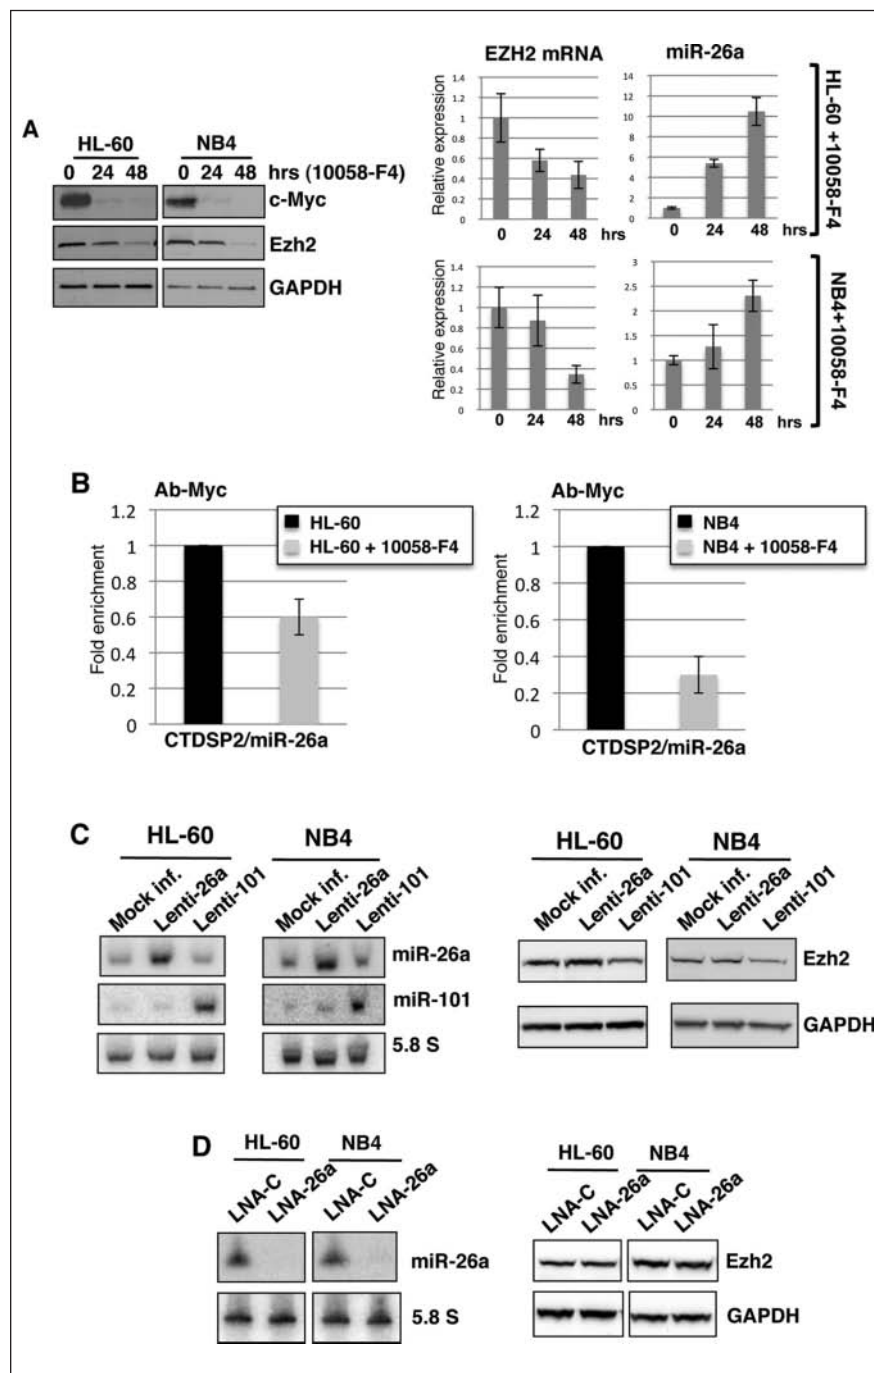 A
HL-60 NB4
0 24 48 0 24 48 hrs (10058-F4)
c-Myc
Ezh2
GAPDH
EZH2 mRNA
Relative expression
1.4
1.2
1
0.8
0.6
0.4
0.2
0
0 24 48 hrs
miR-26a
14
12
10
8
6
4
2
0
0 24 48 hrs
HL-60 +10058-F4
Relative expression
1.4
1.2
1
0.8
0.6
0.4
0.2
0
0 24 48 hrs
3
2.5
2
1.5
1
0.5
0
0 24 48 hrs
NB4+10058-F4
B
Ab-Myc
Fold enrichment
1.2
1
0.8
0.6
0.4
0.2
0
HL-60
HL-60 + 10058-F4
CTDSP2/miR-26a
Ab-Myc
Fold enrichment
1.2
1
0.8
0.6
0.4
0.2
0
NB4
NB4 + 10058-F4
CTDSP2/miR-26a
C
HL-60 NB4
Mock inf. Lenti-26a Lenti-101 Mock inf. Lenti-26a Lenti-101
miR-26a
miR-101
5.8 S
HL-60 NB4
Mock inf. Lenti-26a Lenti-101 Mock inf. Lenti-26a Lenti-101
Ezh2
GAPDH
D
HL-60 NB4
LNA-C LNA-26a LNA-C LNA-26a
miR-26a
5.8 S
HL-60 NB4
LNA-C LNA-26a LNA-C LNA-26a
Ezh2
GAPDH